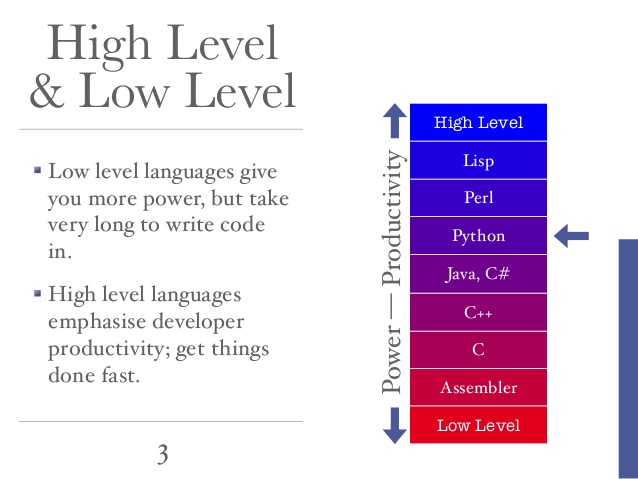 High Level
& Low Level
Low level languages give
you more power, but take
very long to write code
in.
High level languages
emphasise developer
productivity; get things
done fast.
3
Power — Productivity
High Level
Lisp
Perl
Python
Java, C#
C++
C
Assembler
Low Level